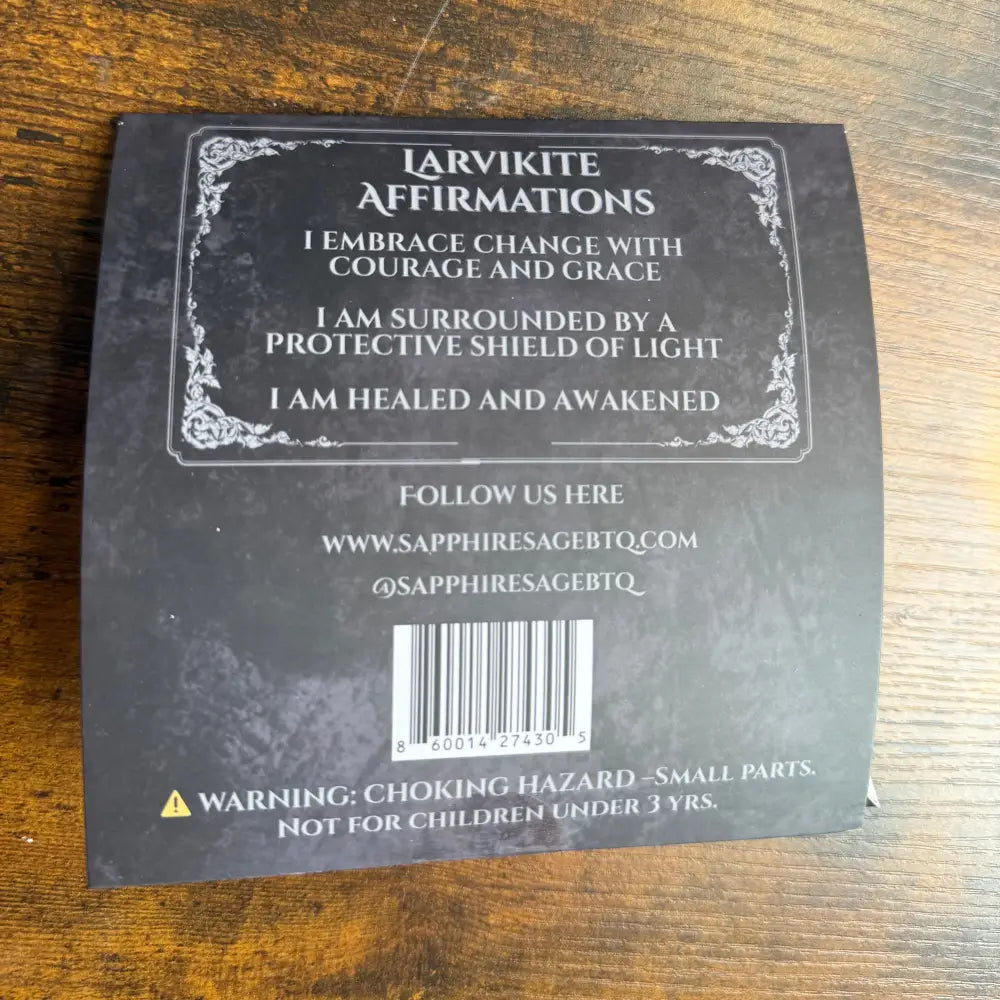 LARVIKITE
AFFIRMATIONS
I EMBRACE CHANGE WITH
COURAGE AND GRACE
I AM SURROUNDED BY A
PROTECTIVE SHIELD OF LIGHT
I AM HEALED AND AWAKENED
FOLLOW US HERE
WWW.SAPPHIRESAGEBTQ.COM
@SAPPHIRESAGEBTQ
8 60014 27430 5
⚠ WARNING: CHOKING HAZARD –SMALL PARTS.
NOT FOR CHILDREN UNDER 3 YRS.